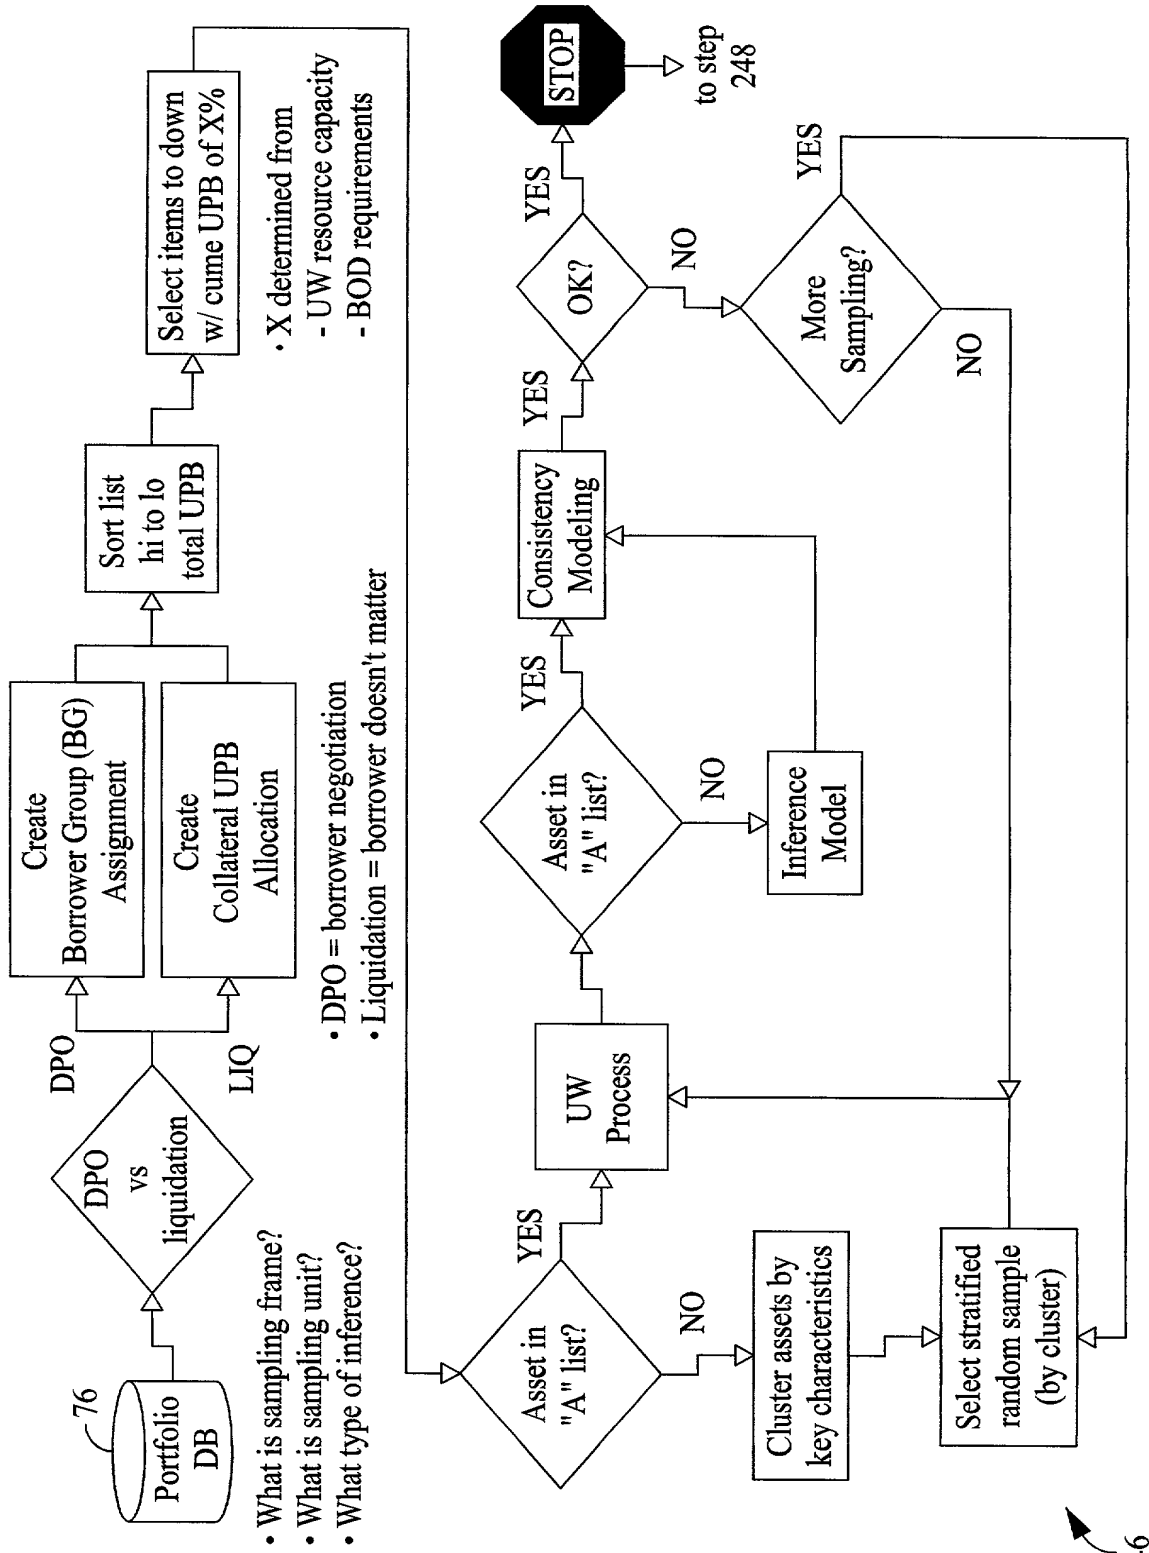 76
Portfolio
DB
• What is sampling frame?
• What is sampling unit?
• What type of inference?
DPO
vs
liquidation
DPO
LIQ
Create
Borrower Group (BG)
Assignment
Create
Collateral UPB
Allocation
• DPO = borrower negotiation
• Liquidation = borrower doesn't matter
Sort list
hi to lo
total UPB
Select items to down
w/ cume UPB of X%
• X determined from
- UW resource capacity
- BOD requirements
Asset in
"A" list?
YES
NO
Cluster assets by
key characteristics
Select stratified
random sample
(by cluster)
UW
Process
Asset in
"A" list?
YES
NO
Inference
Model
Consistency
Modeling
YES
OK?
YES
NO
More
Sampling?
YES
NO
STOP
to step
248